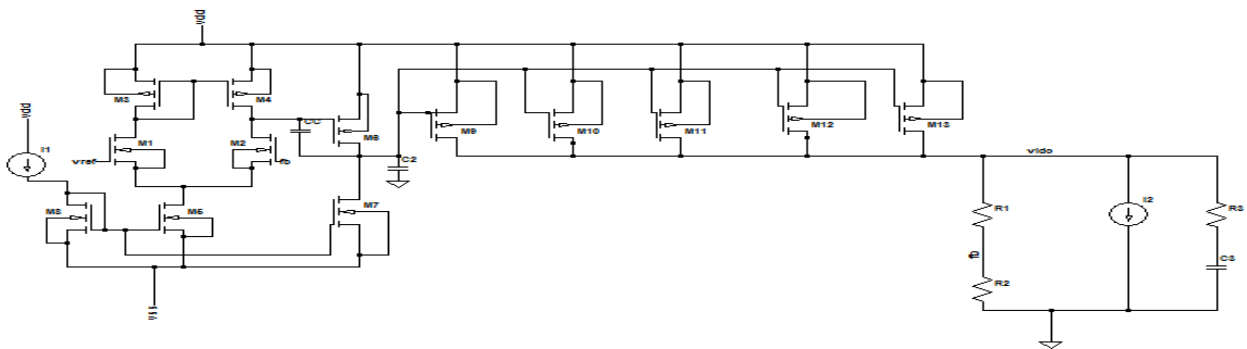 vdd
M3
M4
vdd
CC
M6
M9
M10
M11
M12
M13
M1
M2
I1
vref
fb
C2
vldo
M8
M5
M7
R1
I2
R3
fb
R2
C3
vss